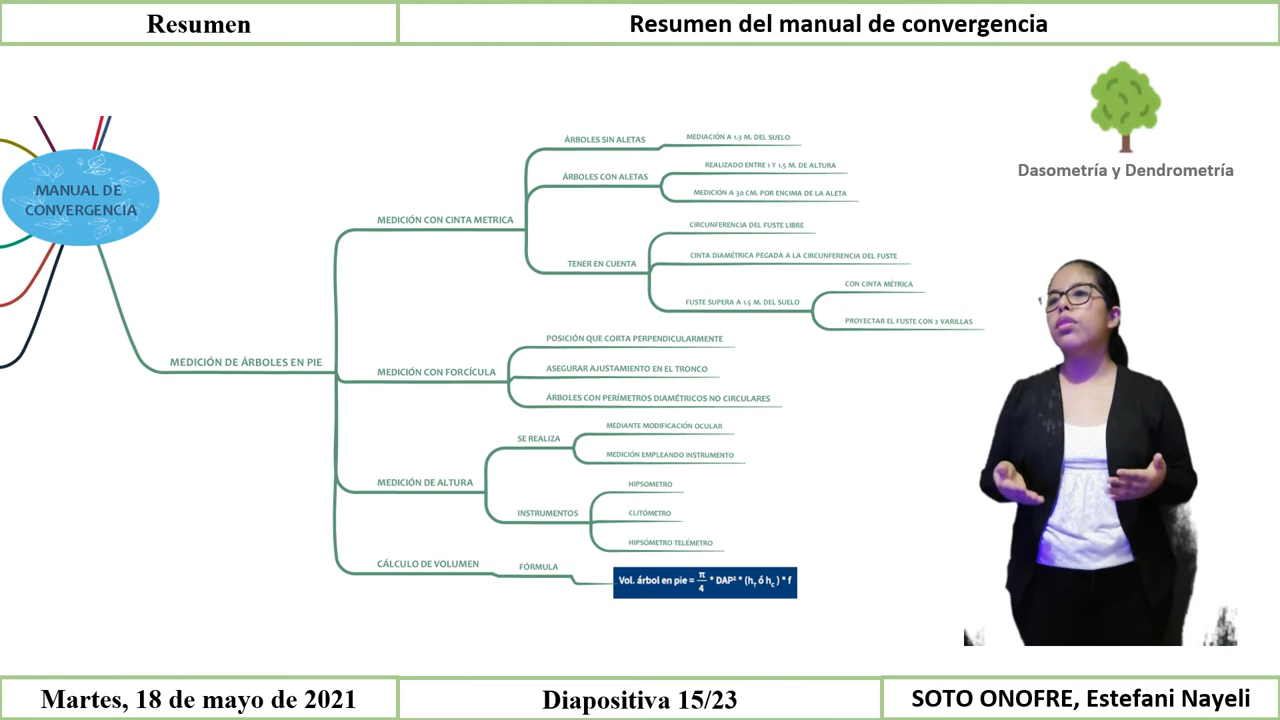 Resumen
Resumen del manual de convergencia
Dasometría y Dendrometría
MANUAL DE
CONVERGENCIA
MEDICIÓN DE ÁRBOLES EN PIE
MEDICIÓN CON CINTA METRICA
ÁRBOLES SIN ALETAS
MEDIACIÓN A 1.3 M. DEL SUELO
ÁRBOLES CON ALETAS
REALIZADO ENTRE 1 Y 1.5 M. DE ALTURA
MEDICIÓN A 30 CM. POR ENCIMA DE LA ALETA
TENER EN CUENTA
CIRCUNFERENCIA DEL FUSTE LIBRE
CINTA DIAMÉTRICA PEGADA A LA CIRCUNFERENCIA DEL FUSTE
FUSTE SUPERA A 1.5 M. DEL SUELO
CON CINTA MÉTRICA
PROYECTAR EL FUSTE CON 2 VARILLAS
MEDICIÓN CON FORCÍCULA
POSICIÓN QUE CORTA PERPENDICULARMENTE
ASEGURAR AJUSTAMIENTO EN EL TRONCO
ÁRBOLES CON PERÍMETROS DIAMÉTRICOS NO CIRCULARES
MEDICIÓN DE ALTURA
SE REALIZA
MEDIANTE MODIFICACIÓN OCULAR
MEDICIÓN EMPLEANDO INSTRUMENTO
INSTRUMENTOS
HIPSOMETRO
CLITÓMETRO
HIPSÓMETRO TELÉMETRO
CÁLCULO DE VOLUMEN
FÓRMULA
Vol. árbol en pie = π/4 * DAP² * (hT ó hC) * f
Martes, 18 de mayo de 2021
Diapositiva 15/23
SOTO ONOFRE, Estefani Nayeli